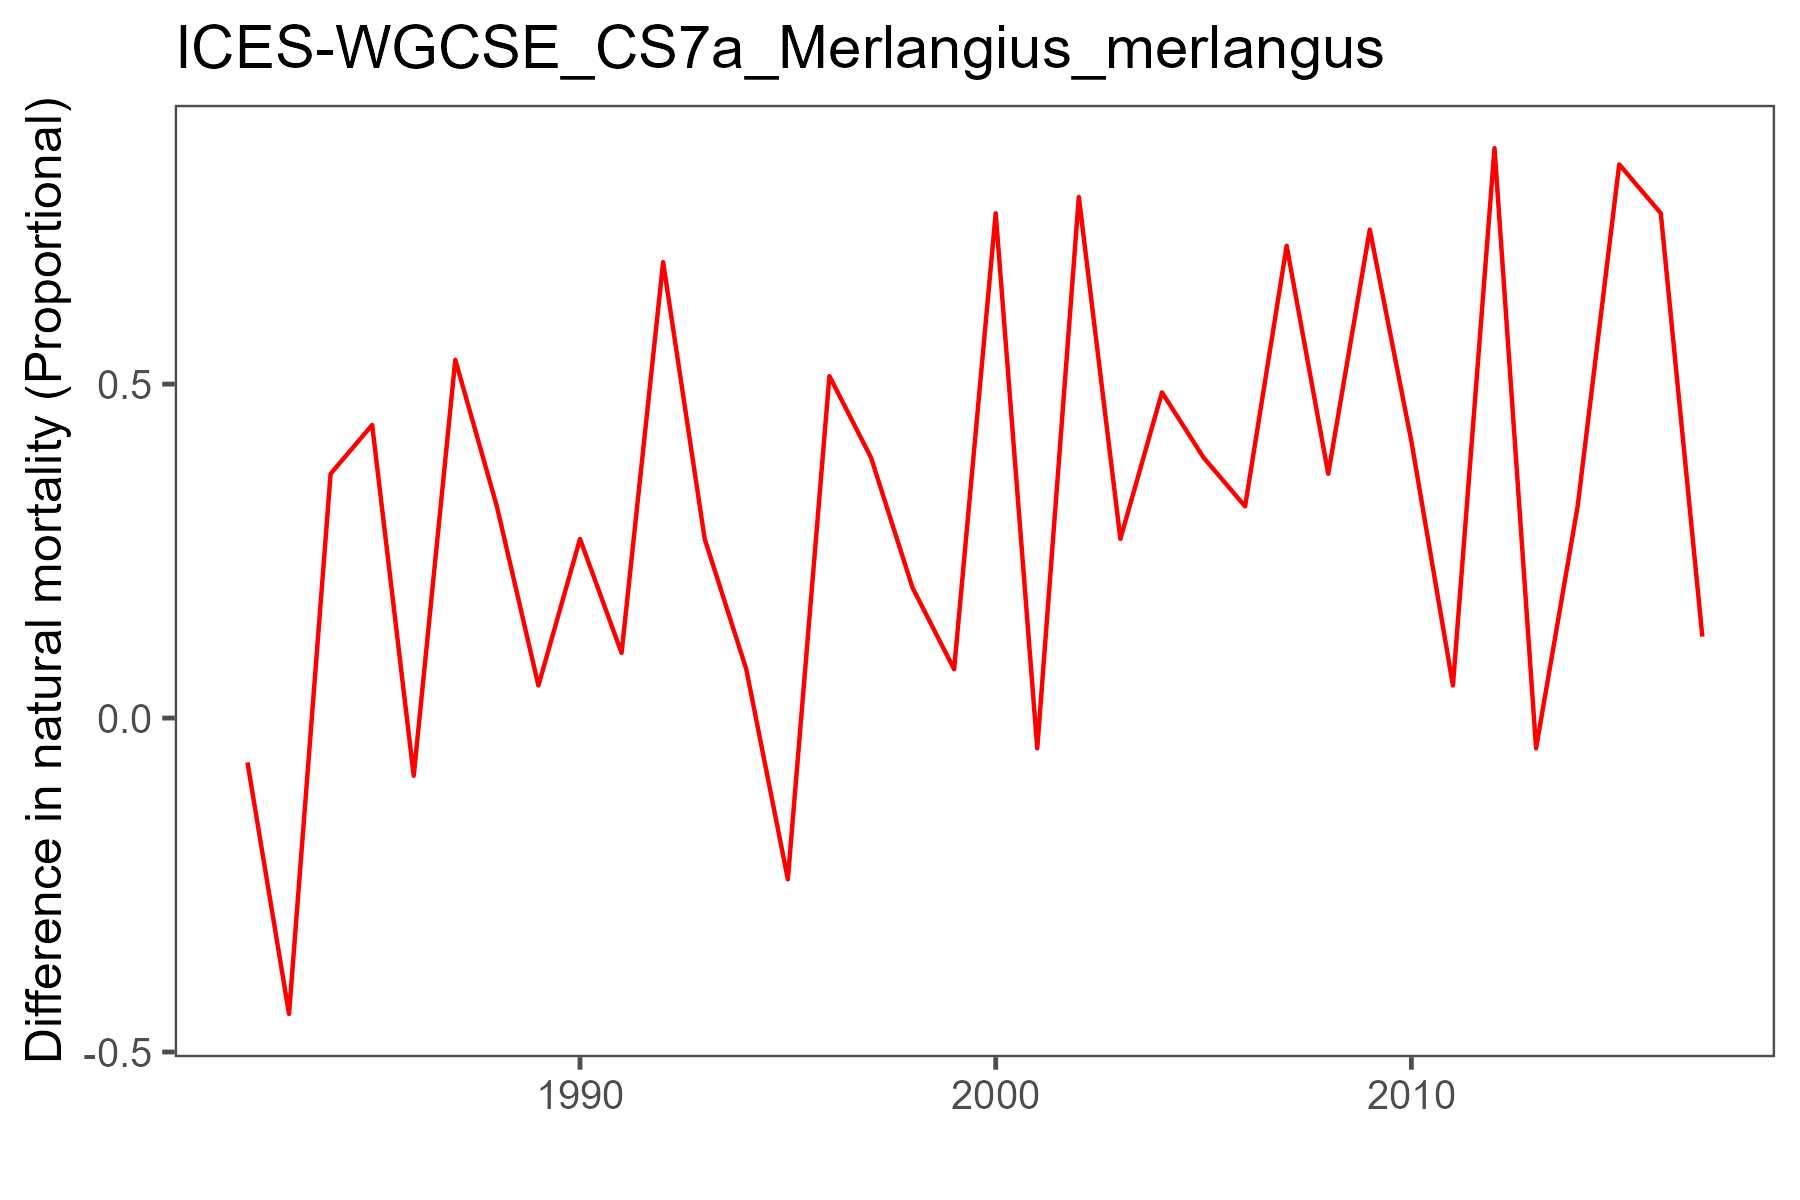 ICES-WGCSE_CS7a_Merlangius_merlangus
Difference in natural mortality (Proportional)
0.5
0.0
-0.5
1990 2000 2010